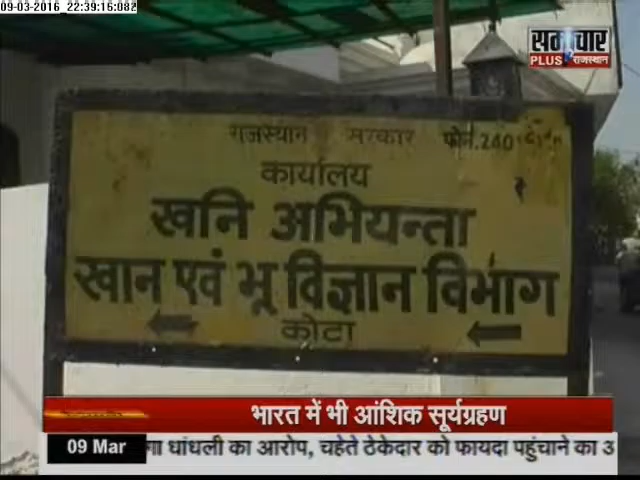 09-03-2016 22:39:16:082
समाचार
PLUS राजस्थान
राजस्थान सरकार फोन.240
कार्यालय
खनि अभियन्ता
खान एवं भू विज्ञान विभाग
कोटा
भारत में भी आंशिक सूर्यग्रहण
09 Mar गा धांधली का आरोप, चहेते ठेकेदार को फायदा पहुंचाने का अ